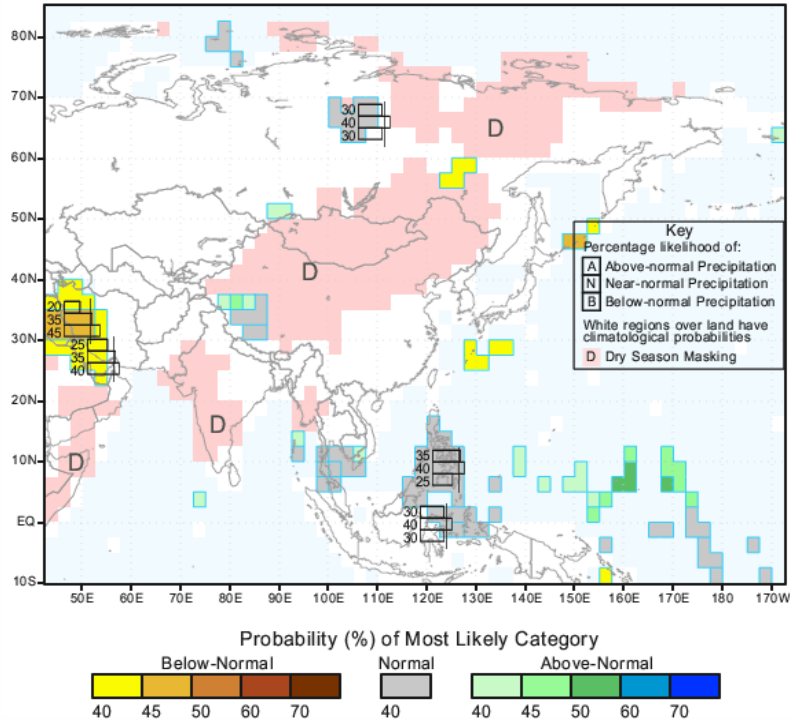 80N
70N
30
40
30
D
60N
50N
Key
Percentage likelihood of:
A Above-normal Precipitation
N Near-normal Precipitation
B Below-normal Precipitation
White regions over land have
climatological probabilities
D Dry Season Masking
D
40N
20
35
45
30N
25
35
40
20N
D
D
10N
35
40
25
EQ
30
40
30
10S
50E 60E 70E 80E 90E 100E 110E 120E 130E 140E 150E 160E 170E 180 170W
Probability (%) of Most Likely Category
Below-Normal Normal Above-Normal
40 45 50 60 70 40 40 45 50 60 70